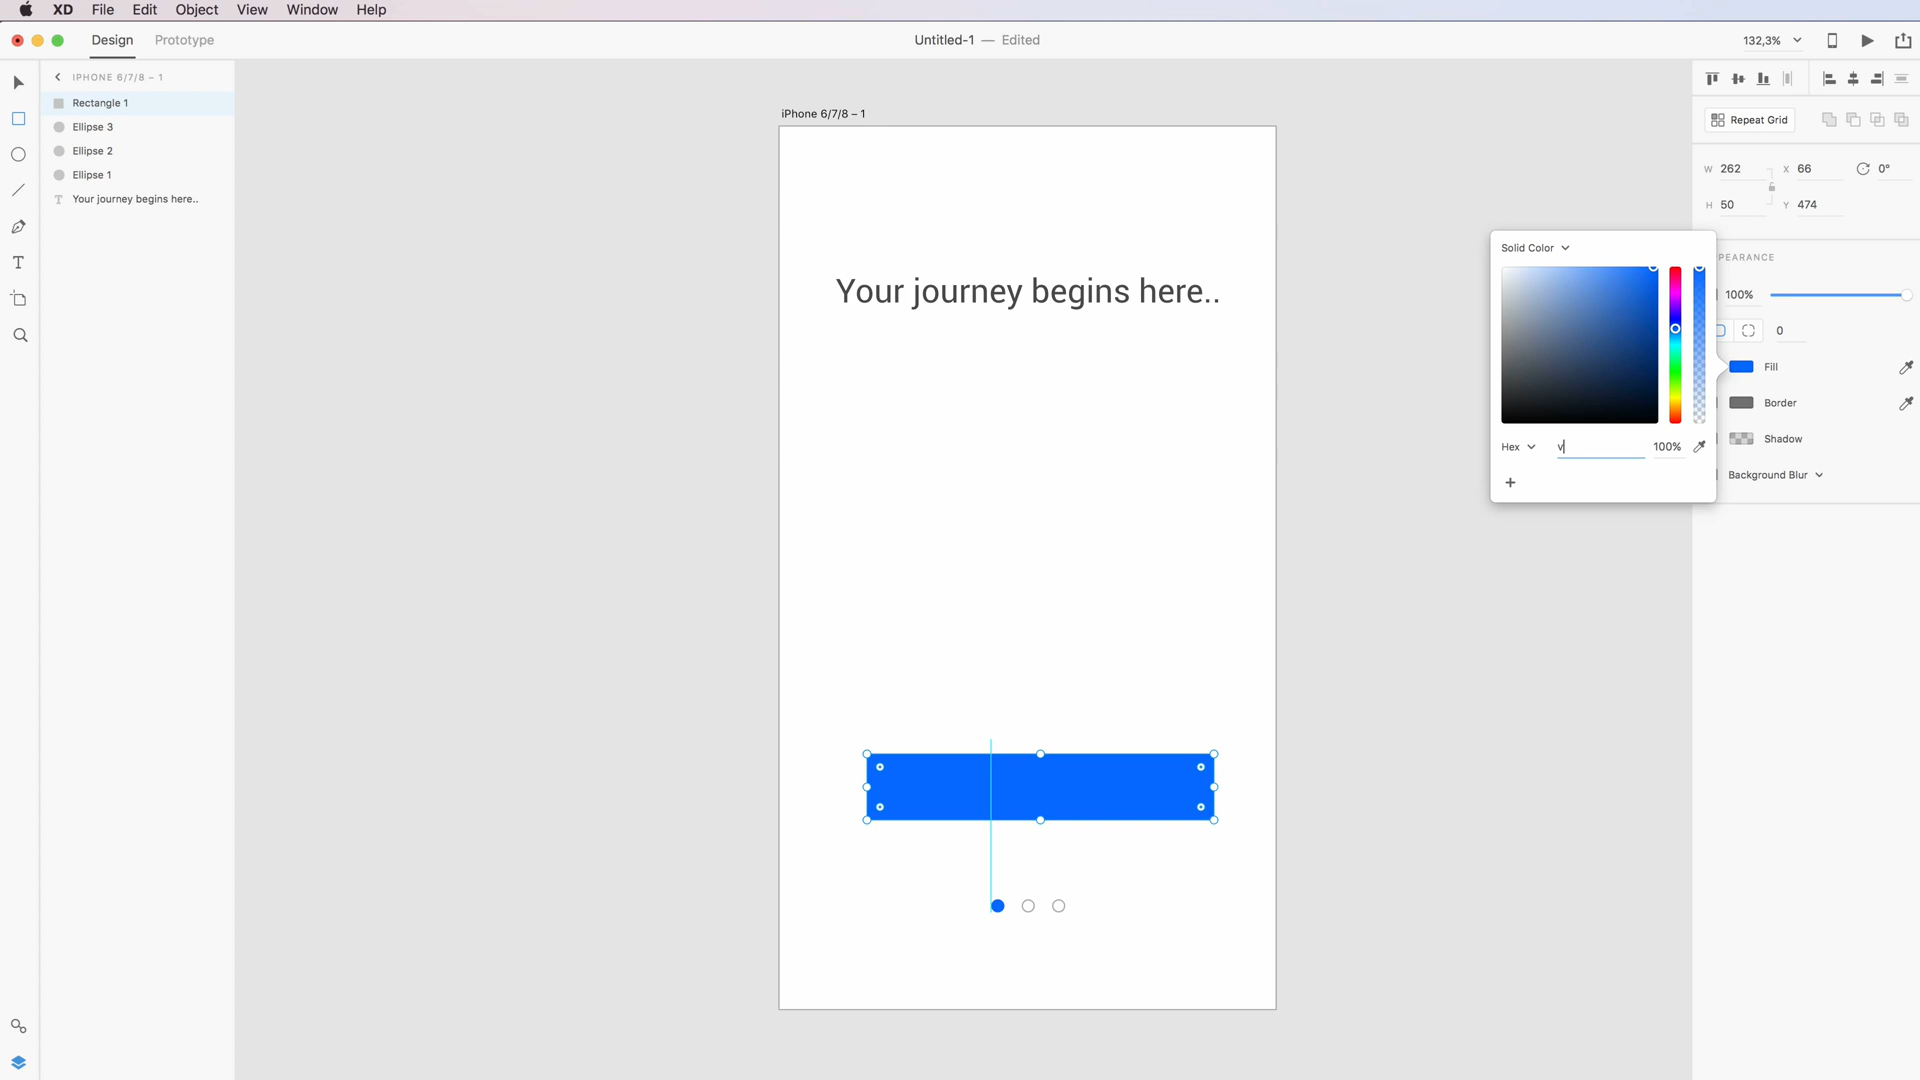 XD File Edit Object View Window Help
Design Prototype
Untitled-1 — Edited
132,3%
IPHONE 6/7/8 – 1
Rectangle 1
Ellipse 3
Ellipse 2
Ellipse 1
T Your journey begins here..
T
iPhone 6/7/8 – 1
Your journey begins here..
Repeat Grid
W 262 X 66 0°
H 50 Y 474
PEARANCE
100%
0
Fill
Border
Shadow
Background Blur
Solid Color
Hex v 100%
+